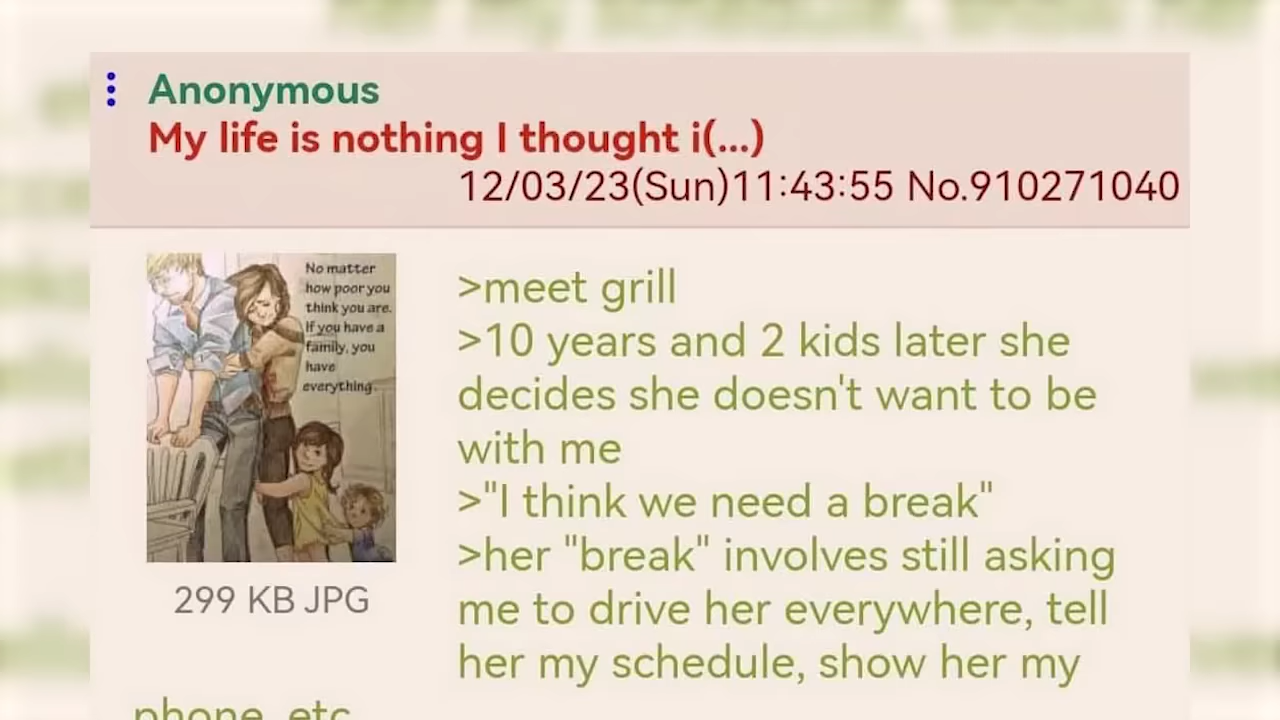 Anonymous
My life is nothing I thought i(...)
12/03/23(Sun)11:43:55 No.910271040
No matter
how poor you
think you are.
If you have a
family, you
have
everything
299 KB JPG
>meet grill
>10 years and 2 kids later she
decides she doesn't want to be
with me
>"I think we need a break"
>her "break" involves still asking
me to drive her everywhere, tell
her my schedule, show her my
phone, etc